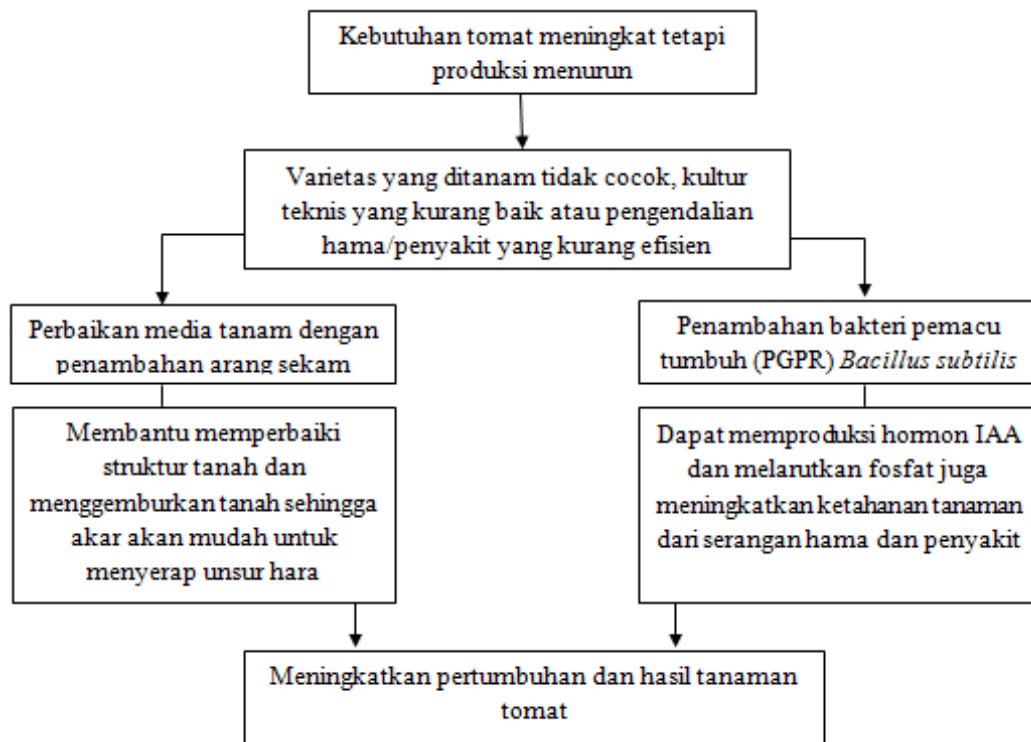 Kebutuhan tomat meningkat tetapi
produksi menurun
Varietas yang ditanam tidak cocok, kultur
teknis yang kurang baik atau pengendalian
hama/penyakit yang kurang efisien
Perbaikan media tanam dengan
penambahan arang sekam
Penambahan bakteri pemacu
tumbuh (PGPR) Bacillus subtilis
Membantu memperbaiki
struktur tanah dan
menggemburkan tanah sehingga
akar akan mudah untuk
menyerap unsur hara
Dapat memproduksi hormon IAA
dan melarutkan fosfat juga
meningkatkan ketahanan tanaman
dari serangan hama dan penyakit
Meningkatkan pertumbuhan dan hasil tanaman
tomat